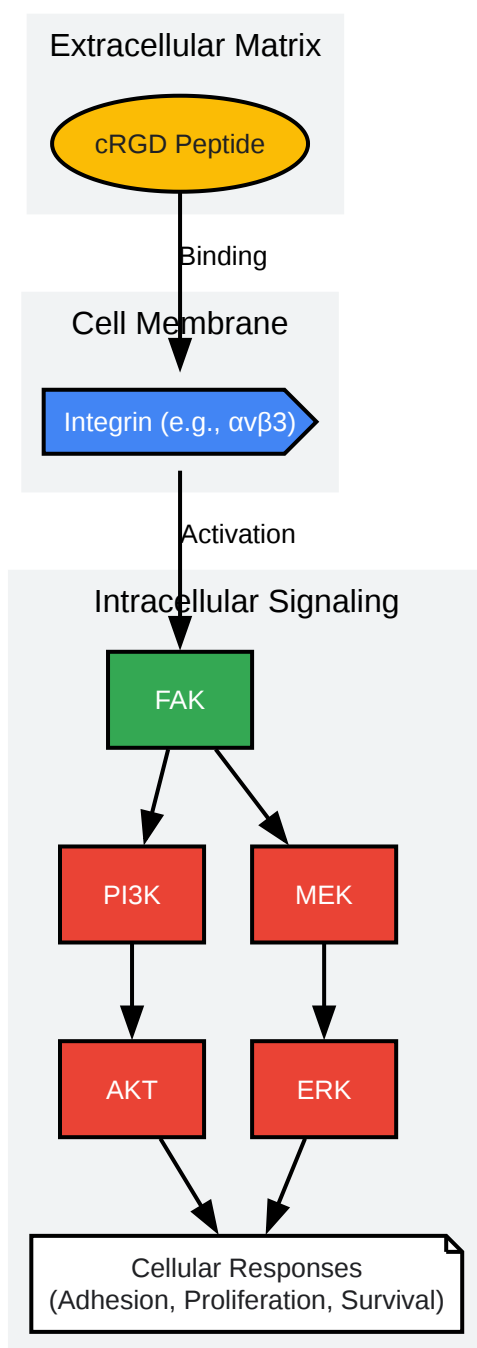 Extracellular Matrix
cRGD Peptide
Binding
Cell Membrane
Integrin (e.g., αvβ3)
Activation
Intracellular Signaling
FAK
PI3K
MEK
AKT
ERK
Cellular Responses
(Adhesion, Proliferation, Survival)